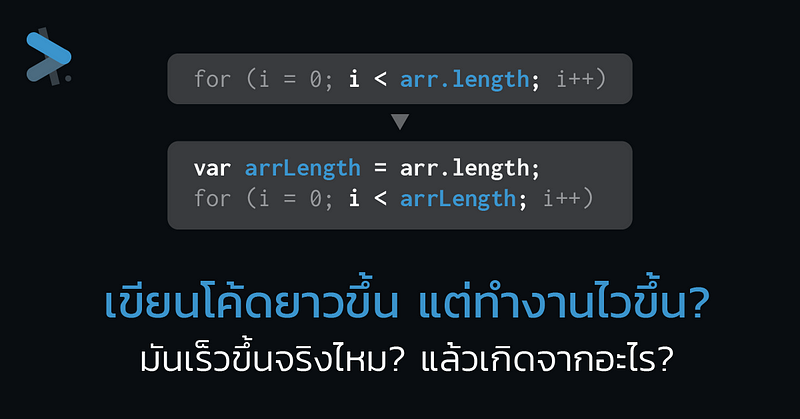 for (i = 0; i < arr.length; i++)
var arrLength = arr.length;
for (i = 0; i < arrLength; i++)
เขียนโค้ดยาวขึ้น แต่ทำงานไวขึ้น?
มันเร็วขึ้นจริงไหม? แล้วเกิดจากอะไร?